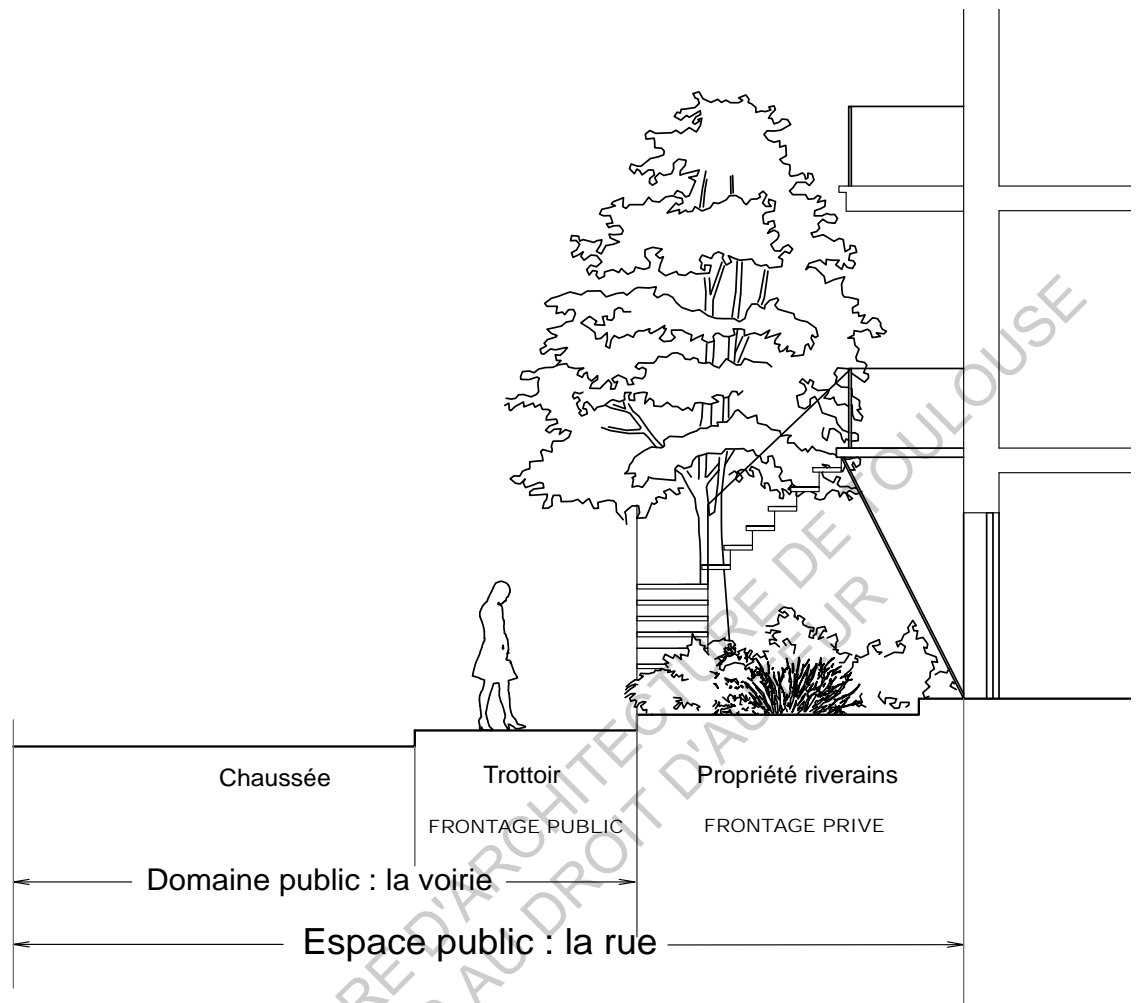 Chaussée
Trottoir
Propriété riverains
FRONTAGE PUBLIC
FRONTAGE PRIVE
Domaine public : la voirie
Espace public : la rue
RE D'ARCHITECTURE DE TOULOUSE
AU DROIT D'AUTEUR